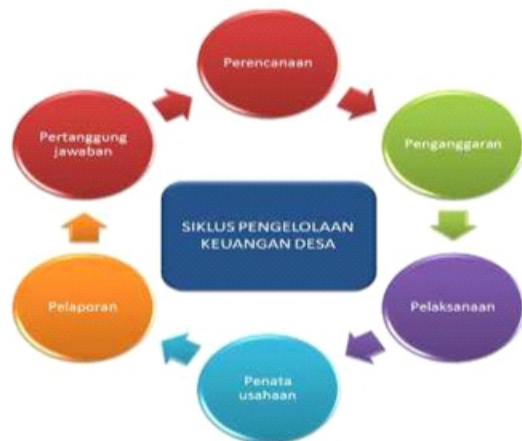 Perencanaan
Penganggaran
Pelaksanaan
Penata
usahaan
Pelaporan
Pertanggung
jawaban
SIKLUS PENGELOLAAN
KEUANGAN DESA